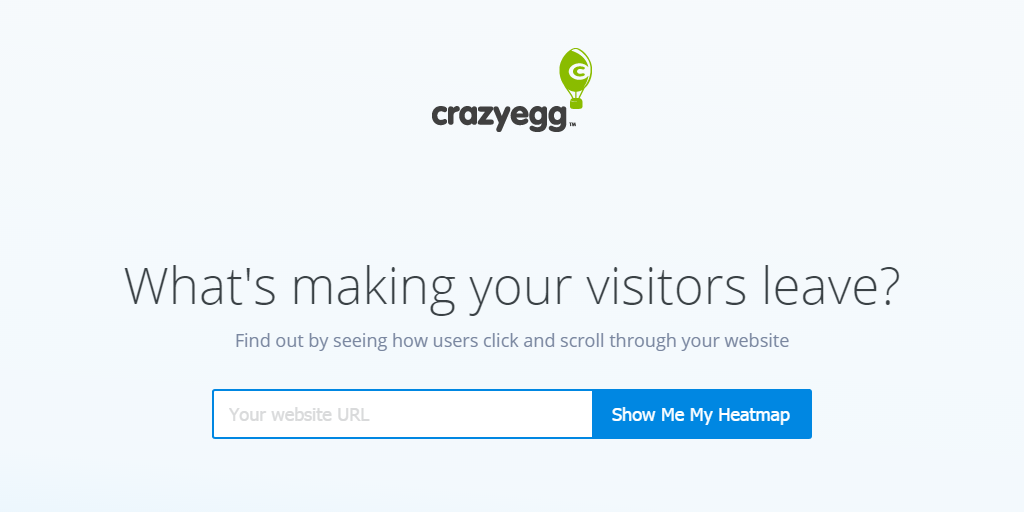 crazyegg™
What's making your visitors leave?
Find out by seeing how users click and scroll through your website
Your website URL
Show Me My Heatmap